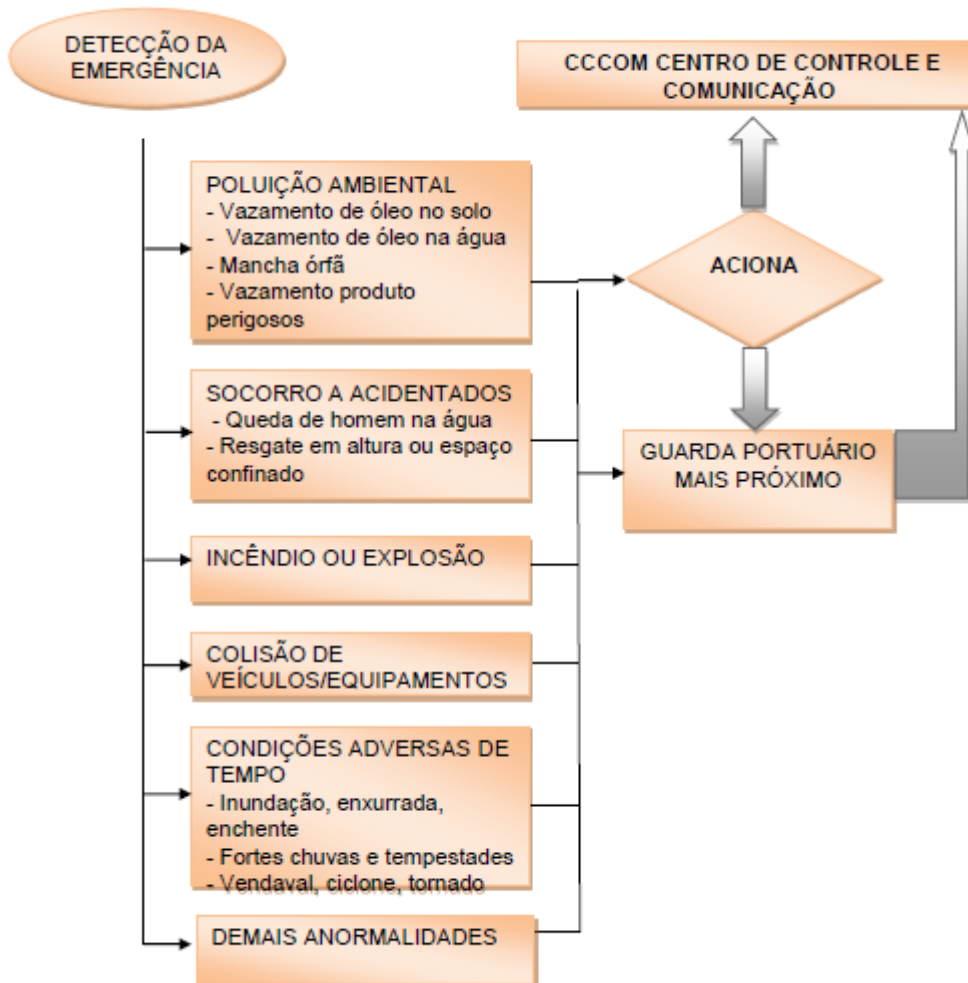 DETECÇÃO DA
EMERGÊNCIA
CCCOM CENTRO DE CONTROLE E
COMUNICAÇÃO
POLUIÇÃO AMBIENTAL
- Vazamento de óleo no solo
- Vazamento de óleo na água
- Mancha órfã
- Vazamento produto
perigosos
ACIONA
SOCORRO A ACIDENTADOS
- Queda de homem na água
- Resgate em altura ou espaço
confinado
GUARDA PORTUÁRIO
MAIS PRÓXIMO
INCÊNDIO OU EXPLOSÃO
COLISÃO DE
VEÍCULOS/EQUIPAMENTOS
CONDIÇÕES ADVERSAS DE
TEMPO
- Inundação, enxurrada,
enchente
- Fortes chuvas e tempestades
- Vendaval, ciclone, tornado
DEMAIS ANORMALIDADES